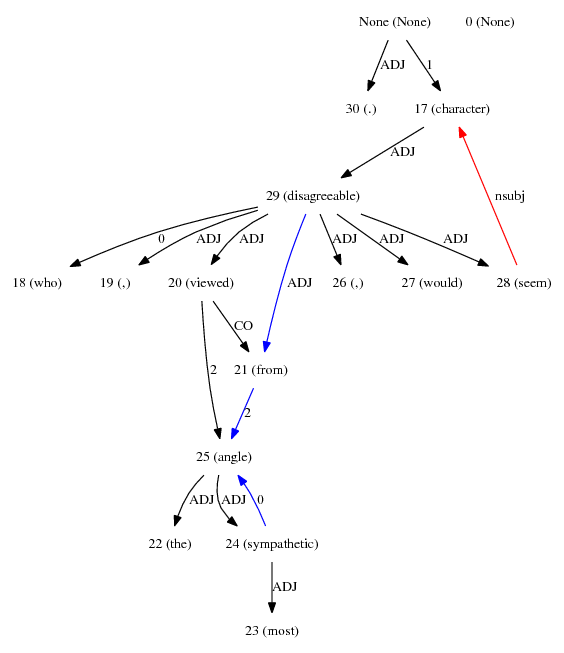 None (None) 0 (None)
ADJ 1
30 (.) 17 (character)
ADJ
29 (disagreeable) nsubj
0 ADJ ADJ ADJ ADJ ADJ
18 (who) 19 (,) 20 (viewed) ADJ 26 (,) 27 (would) 28 (seem)
CO
2 21 (from)
2
25 (angle)
ADJ ADJ 0
22 (the) 24 (sympathetic)
ADJ
23 (most)